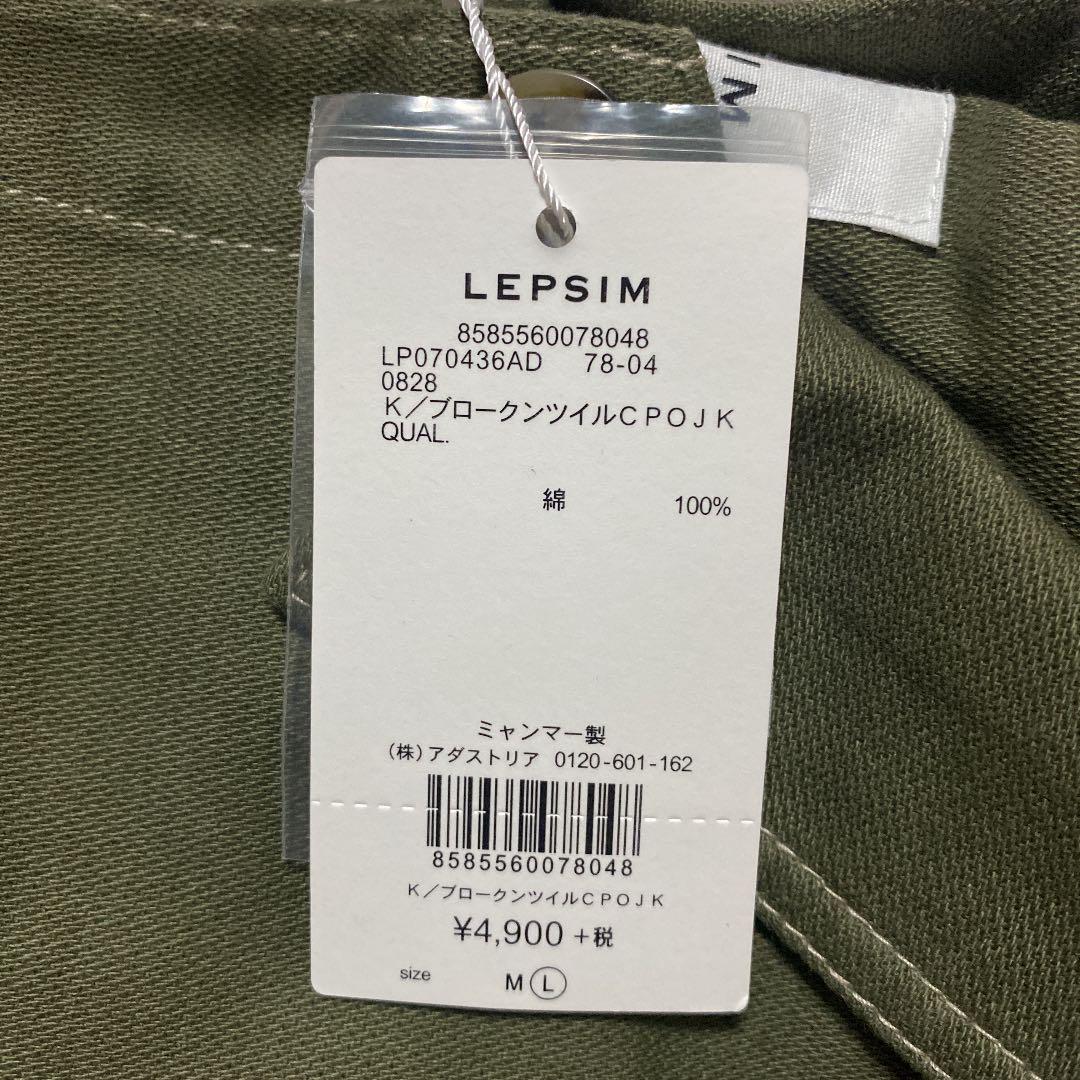 LEPSIM
8585560078048
LP070436AD 78-04
0828
K／ブロークンツイルCPOJK
QUAL.
綿 100%
ミャンマー製
(株)アダストリア 0120-601-162
8585560078048
K／ブロークンツイルCPOJK
¥4,900 +税
size M L